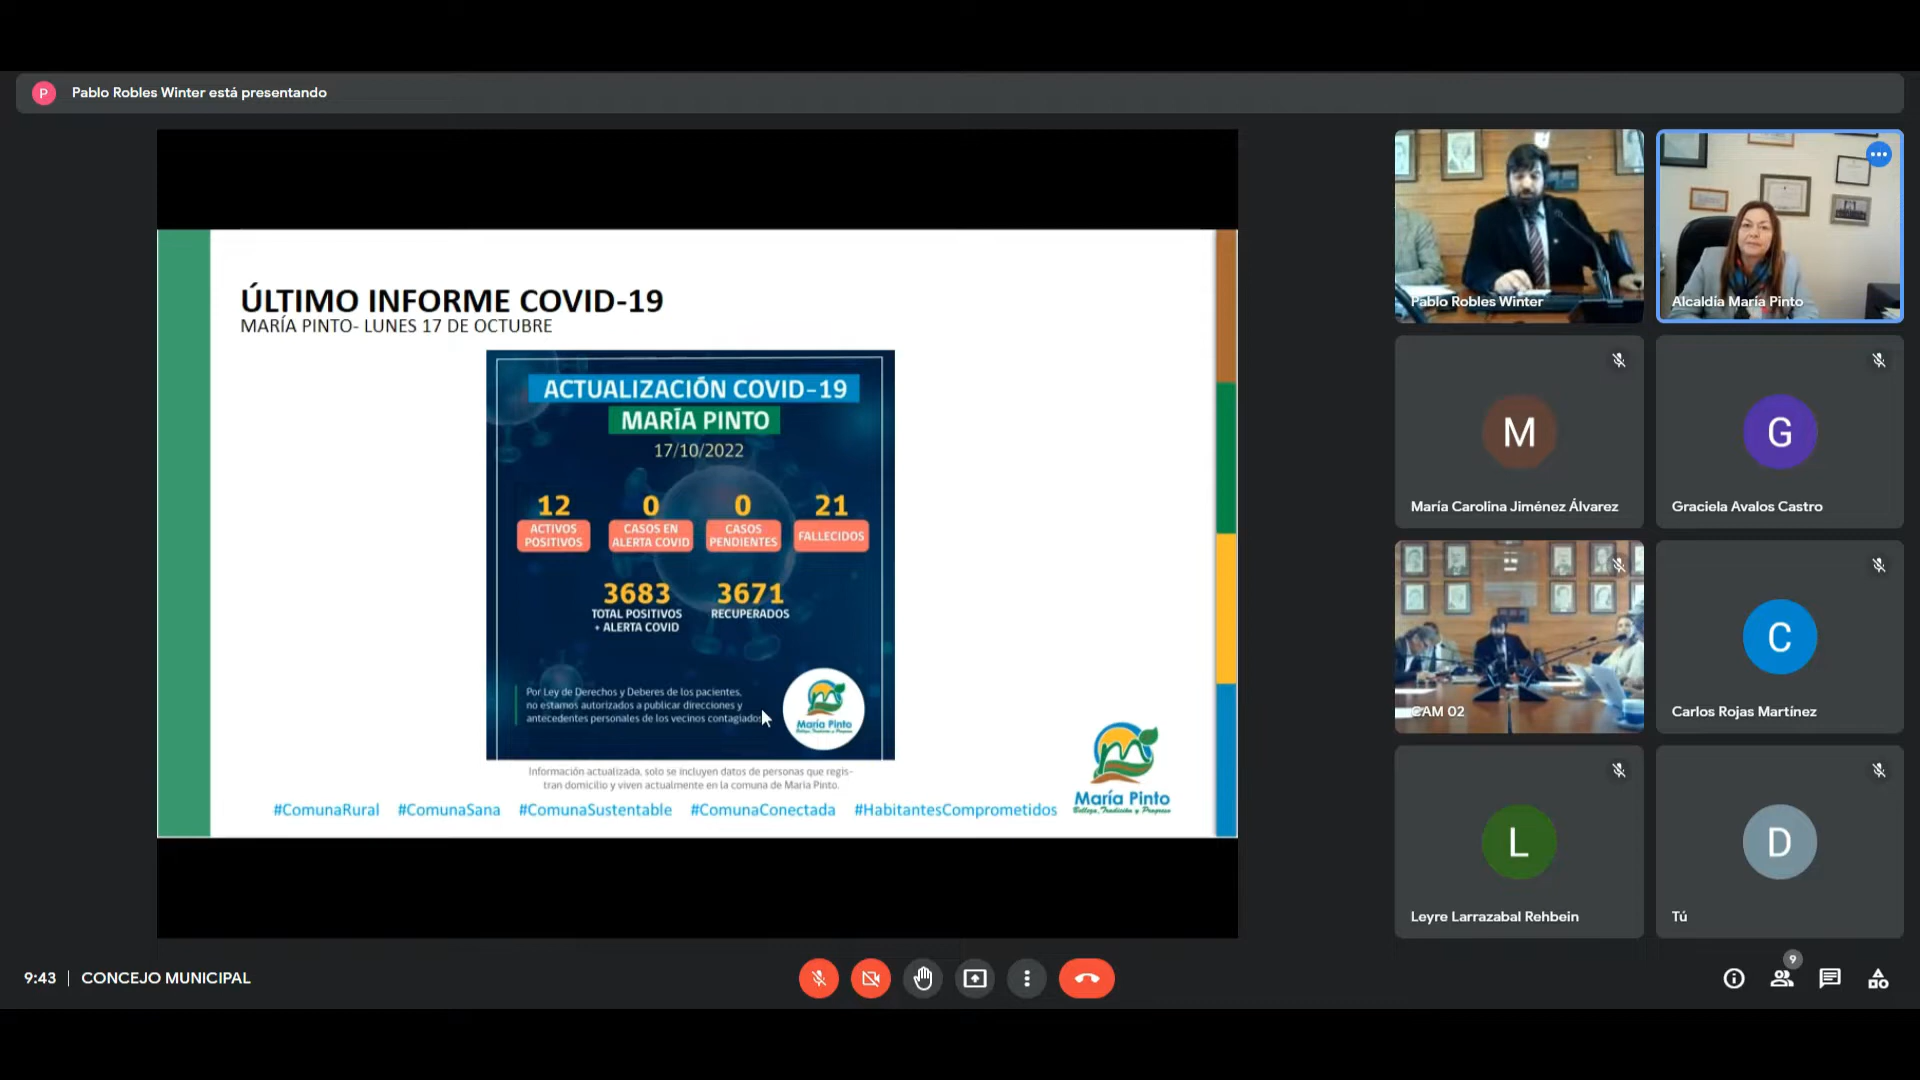 P Pablo Robles Winter está presentando
ÚLTIMO INFORME COVID-19
MARÍA PINTO- LUNES 17 DE OCTUBRE
ACTUALIZACIÓN COVID-19
MARÍA PINTO
17/10/2022
12 0 0 21
ACTIVOS POSITIVOS
CASOS EN ALERTA COVID
CASOS PENDIENTES
FALLECIDOS
3683 3671
TOTAL POSITIVOS
+ ALERTA COVID
RECUPERADOS
Por Ley de Derechos y Deberes de los pacientes,
no estamos autorizados a publicar direcciones y
antecedentes personales de los vecinos contagiados
María Pinto
Belleza, Tradición y Progreso
Información actualizada, solo se incluyen datos de personas que regis-
tran domicilio y viven actualmente en la comuna de María Pinto.
#ComunaRural #ComunaSana #ComunaSustentable #ComunaConectada #HabitantesComprometidos
María Pinto
Belleza, Tradición y Progreso
Pablo Robles Winter
Alcaldía María Pinto
M
María Carolina Jiménez Álvarez
G
Graciela Avalos Castro
CAM 02
C
Carlos Rojas Martínez
L
Leyre Larrazabal Rehbein
D
Tú
9:43 | CONCEJO MUNICIPAL
9